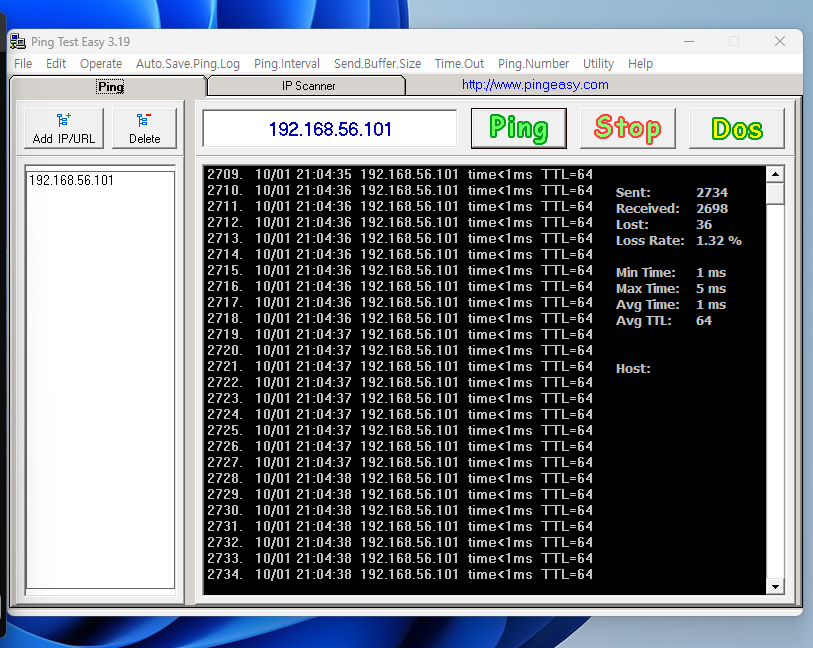 Ping Test Easy 3.19
File Edit Operate Auto.Save.Ping.Log Ping.Interval Send.Buffer.Size Time.Out Ping.Number Utility Help
Ping IP Scanner http://www.pingeasy.com
Add IP/URL Delete 192.168.56.101 Ping Stop Dos
192.168.56.101
2709. 10/01 21:04:35 192.168.56.101 time<1ms TTL=64
2710. 10/01 21:04:36 192.168.56.101 time<1ms TTL=64
2711. 10/01 21:04:36 192.168.56.101 time<1ms TTL=64
2712. 10/01 21:04:36 192.168.56.101 time<1ms TTL=64
2713. 10/01 21:04:36 192.168.56.101 time<1ms TTL=64
2714. 10/01 21:04:36 192.168.56.101 time<1ms TTL=64
2715. 10/01 21:04:36 192.168.56.101 time<1ms TTL=64
2716. 10/01 21:04:36 192.168.56.101 time<1ms TTL=64
2717. 10/01 21:04:36 192.168.56.101 time<1ms TTL=64
2718. 10/01 21:04:36 192.168.56.101 time<1ms TTL=64
2719. 10/01 21:04:37 192.168.56.101 time<1ms TTL=64
2720. 10/01 21:04:37 192.168.56.101 time<1ms TTL=64
2721. 10/01 21:04:37 192.168.56.101 time<1ms TTL=64
2722. 10/01 21:04:37 192.168.56.101 time<1ms TTL=64
2723. 10/01 21:04:37 192.168.56.101 time<1ms TTL=64
2724. 10/01 21:04:37 192.168.56.101 time<1ms TTL=64
2725. 10/01 21:04:37 192.168.56.101 time<1ms TTL=64
2726. 10/01 21:04:37 192.168.56.101 time<1ms TTL=64
2727. 10/01 21:04:37 192.168.56.101 time<1ms TTL=64
2728. 10/01 21:04:38 192.168.56.101 time<1ms TTL=64
2729. 10/01 21:04:38 192.168.56.101 time<1ms TTL=64
2730. 10/01 21:04:38 192.168.56.101 time<1ms TTL=64
2731. 10/01 21:04:38 192.168.56.101 time<1ms TTL=64
2732. 10/01 21:04:38 192.168.56.101 time<1ms TTL=64
2733. 10/01 21:04:38 192.168.56.101 time<1ms TTL=64
2734. 10/01 21:04:38 192.168.56.101 time<1ms TTL=64
Sent: 2734
Received: 2698
Lost: 36
Loss Rate: 1.32 %
Min Time: 1 ms
Max Time: 5 ms
Avg Time: 1 ms
Avg TTL: 64
Host: